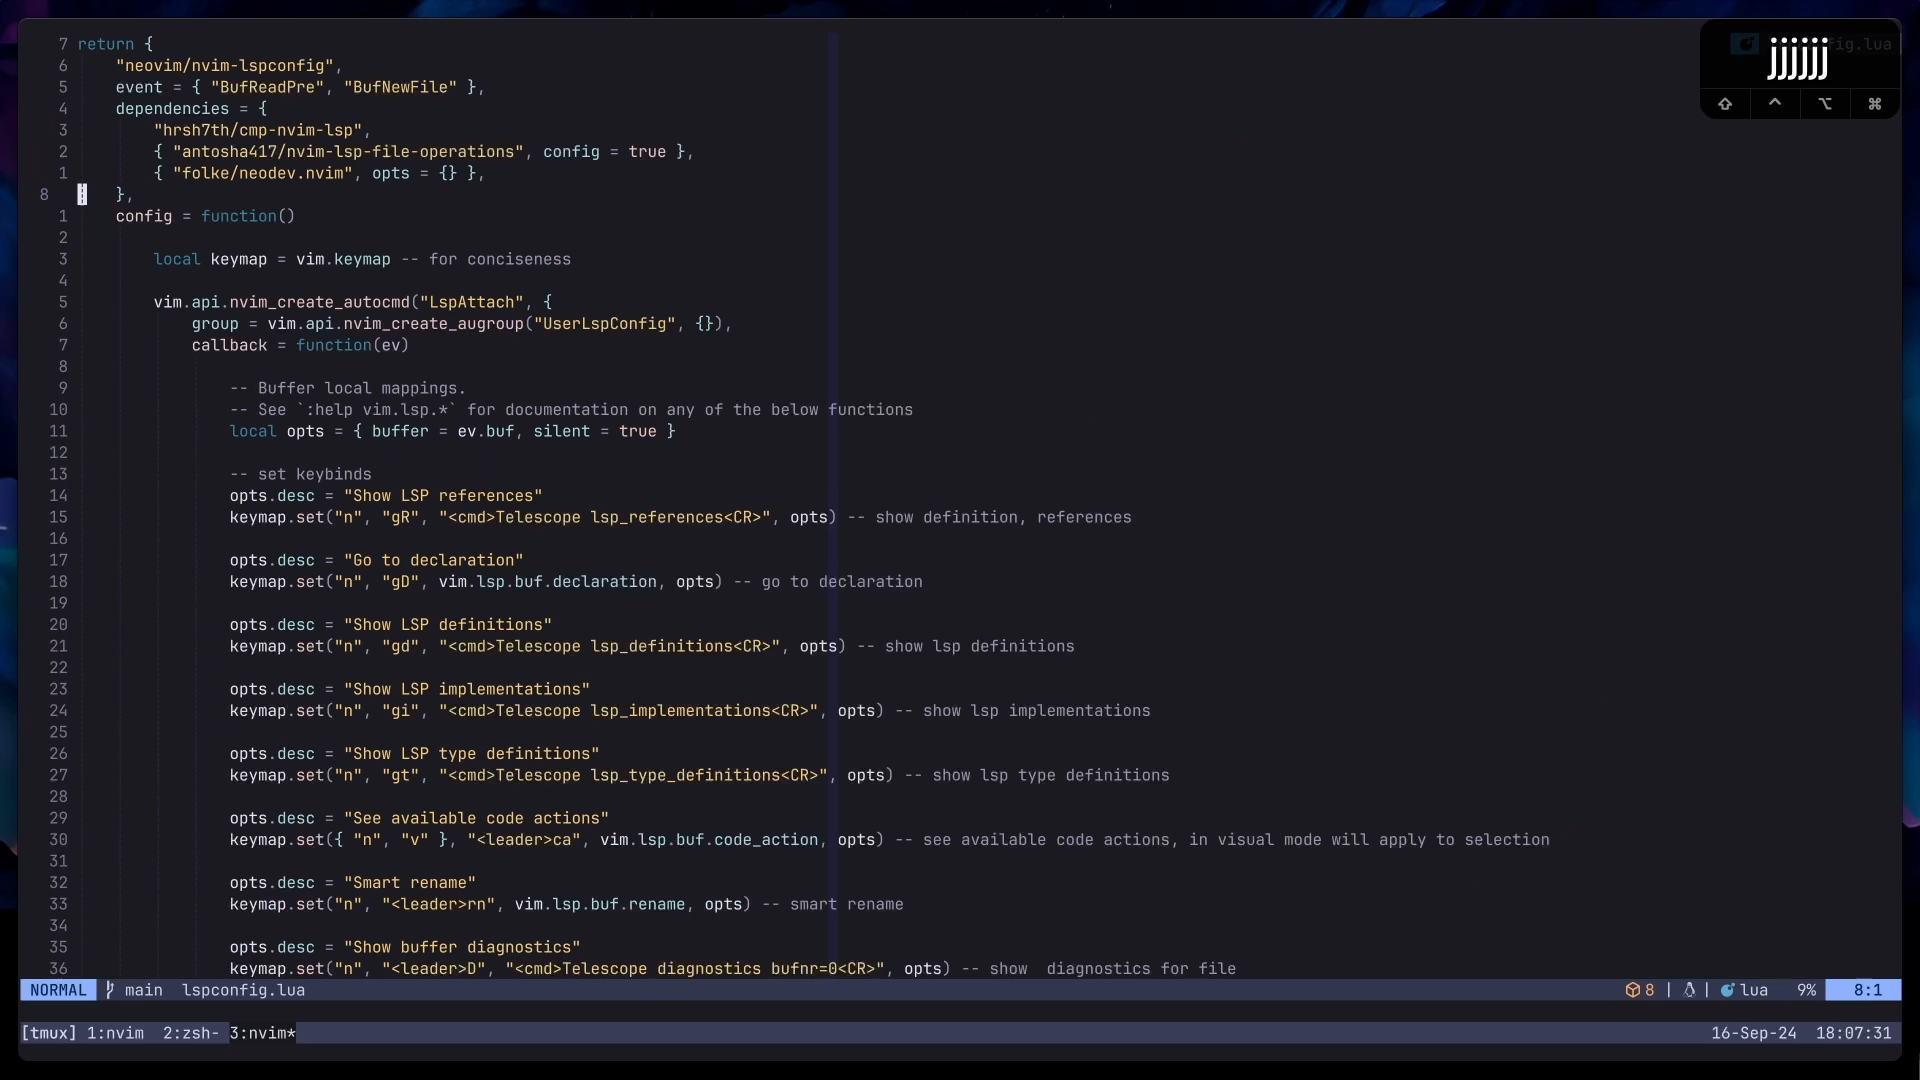 7 return {
6     "neovim/nvim-lspconfig",
5     event = { "BufReadPre", "BufNewFile" },
4     dependencies = {
3         "hrsh7th/cmp-nvim-lsp",
2         { "antosha417/nvim-lsp-file-operations", config = true },
1         { "folke/neodev.nvim", opts = {} },
8     },
1     config = function()
2
3         local keymap = vim.keymap -- for conciseness
4
5         vim.api.nvim_create_autocmd("LspAttach", {
6             group = vim.api.nvim_create_augroup("UserLspConfig", {}),
7             callback = function(ev)
8
9                 -- Buffer local mappings.
10                 -- See `:help vim.lsp.*` for documentation on any of the below functions
11                 local opts = { buffer = ev.buf, silent = true }
12
13                 -- set keybinds
14                 opts.desc = "Show LSP references"
15                 keymap.set("n", "gR", "<cmd>Telescope lsp_references<CR>", opts) -- show definition, references
16
17                 opts.desc = "Go to declaration"
18                 keymap.set("n", "gD", vim.lsp.buf.declaration, opts) -- go to declaration
19
20                 opts.desc = "Show LSP definitions"
21                 keymap.set("n", "gd", "<cmd>Telescope lsp_definitions<CR>", opts) -- show lsp definitions
22
23                 opts.desc = "Show LSP implementations"
24                 keymap.set("n", "gi", "<cmd>Telescope lsp_implementations<CR>", opts) -- show lsp implementations
25
26                 opts.desc = "Show LSP type definitions"
27                 keymap.set("n", "gt", "<cmd>Telescope lsp_type_definitions<CR>", opts) -- show lsp type definitions
28
29                 opts.desc = "See available code actions"
30                 keymap.set({ "n", "v" }, "<leader>ca", vim.lsp.buf.code_action, opts) -- see available code actions, in visual mode will apply to selection
31
32                 opts.desc = "Smart rename"
33                 keymap.set("n", "<leader>rn", vim.lsp.buf.rename, opts) -- smart rename
34
35                 opts.desc = "Show buffer diagnostics"
36                 keymap.set("n", "<leader>D", "<cmd>Telescope diagnostics bufnr=0<CR>", opts) -- show  diagnostics for file
jjjjjj
⇧ ^ ⌥ ⌘
NORMAL main lspconfig.lua 8 | | lua 9% 8:1
[tmux] 1:nvim 2:zsh- 3:nvim* 16-Sep-24 18:07:31